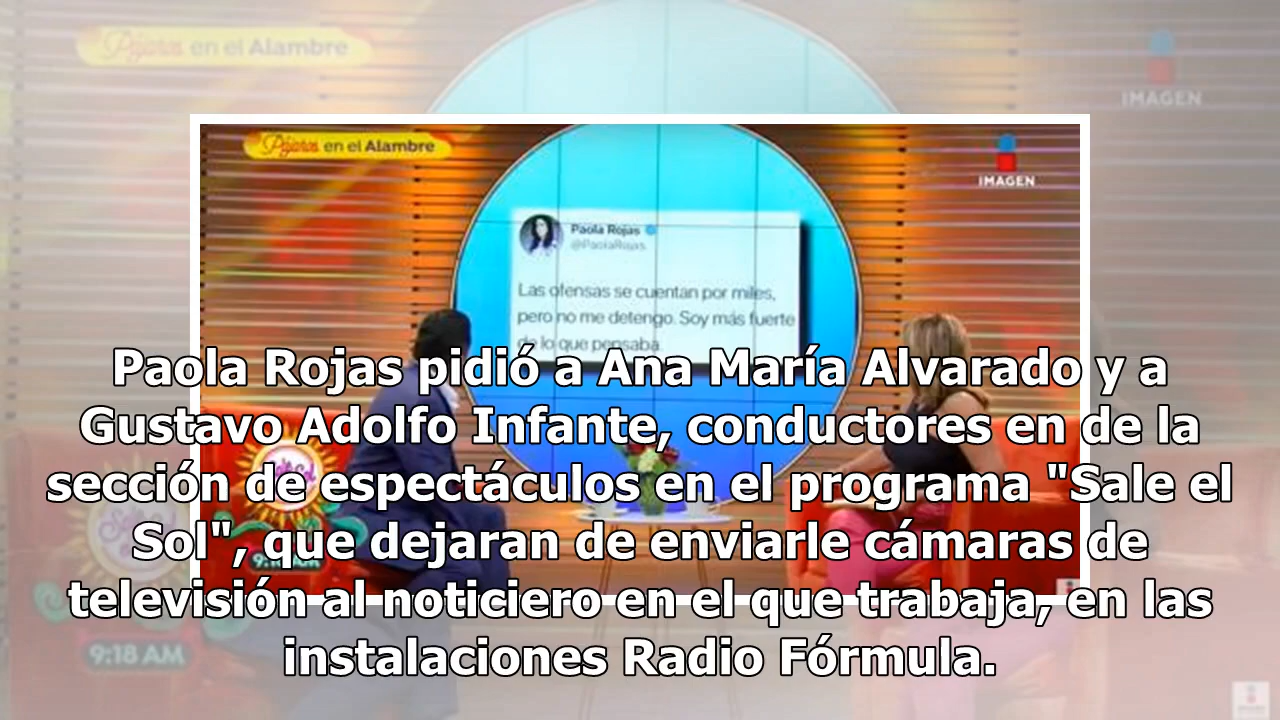 Pájaros en el Alambre
IMAGEN
Pájaros en el Alambre
IMAGEN
Paola Rojas
@PaolaRojas
Las ofensas se cuentan por miles,
pero no me detengo. Soy más fuerte
de lo que pensaba.
Paola Rojas pidió a Ana María Alvarado y a
Gustavo Adolfo Infante, conductores en de la
sección de espectáculos en el programa "Sale el
Sol", que dejaran de enviarle cámaras de
televisión al noticiero en el que trabaja, en las
instalaciones Radio Fórmula.
9:18 AM